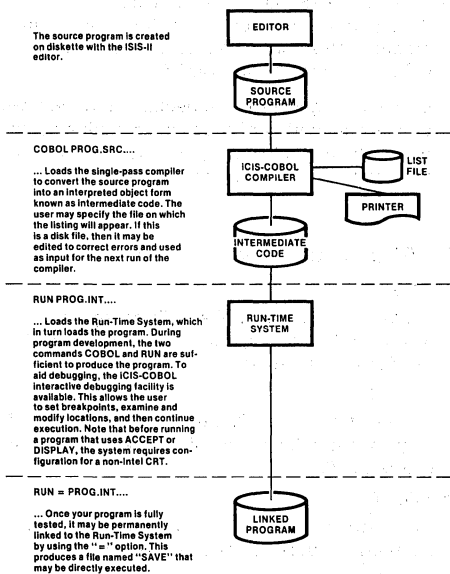 The source program is created
on diskette with the ISIS-II
editor.
EDITOR
SOURCE
PROGRAM
COBOL PROG.SRC....
... Loads the single-pass compiler
to convert the source program
into an interpreted object form
known as intermediate code. The
user may specify the file on which
the listing will appear. If this
is a disk file, then it may be
edited to correct errors and used
as input for the next run of the
compiler.
iCIS-COBOL
COMPILER
LIST
FILE
PRINTER
INTERMEDIATE
CODE
RUN PROG.INT....
... Loads the Run-Time System, which
in turn loads the program. During
program development, the two
commands COBOL and RUN are suf-
ficient to produce the program. To
aid debugging, the iCIS-COBOL
interactive debugging facility is
available. This allows the user
to set breakpoints, examine and
modify locations, and then continue
execution. Note that before running
a program that uses ACCEPT or
DISPLAY, the system requires con-
figuration for a non-Intel CRT.
RUN-TIME
SYSTEM
RUN = PROG.INT....
... Once your program is fully
tested, it may be permanently
linked to the Run-Time System
by using the "=" option. This
produces a file named "SAVE" that
may be directly executed.
LINKED
PROGRAM